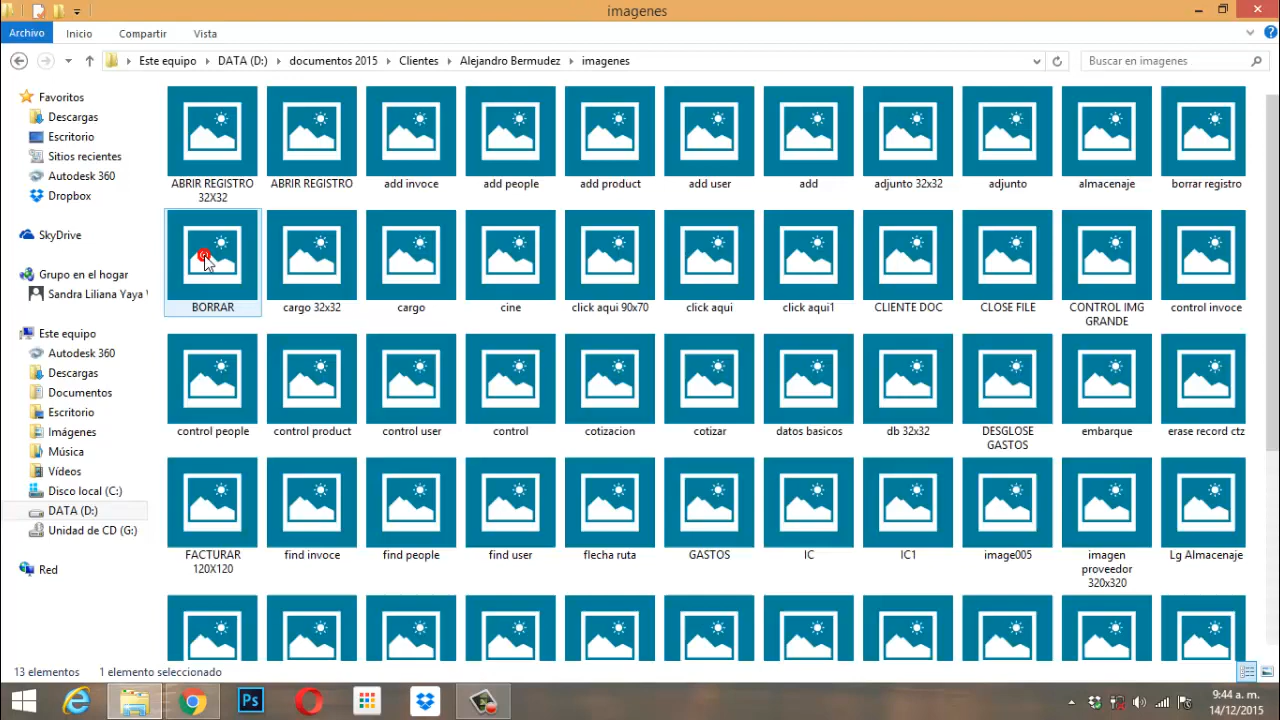 imagenes
Archivo Inicio Compartir Vista
Este equipo DATA (D:) documentos 2015 Clientes Alejandro Bermudez imagenes
Buscar en imagenes
Favoritos
Descargas
Escritorio
Sitios recientes
Autodesk 360
Dropbox
SkyDrive
Grupo en el hogar
Sandra Liliana Yaya
Este equipo
Autodesk 360
Descargas
Documentos
Escritorio
Imágenes
Música
Vídeos
Disco local (C:)
DATA (D:)
Unidad de CD (G:)
Red
ABRIR REGISTRO 32X32
ABRIR REGISTRO
add invoce
add people
add product
add user
add
adjunto 32x32
adjunto
almacenaje
borrar registro
BORRAR
cargo 32x32
cargo
cine
click aqui 90x70
click aqui
click aqui1
CLIENTE DOC
CLOSE FILE
CONTROL IMG GRANDE
control invoce
control people
control product
control user
control
cotizacion
cotizar
datos basicos
db 32x32
DESGLOSE GASTOS
embarque
erase record ctz
FACTURAR 120X120
find invoce
find people
find user
flecha ruta
GASTOS
IC
IC1
image005
imagen proveedor 320x320
Lg Almacenaje
13 elementos 1 elemento seleccionado
Ps
9:44 a. m.
14/12/2015